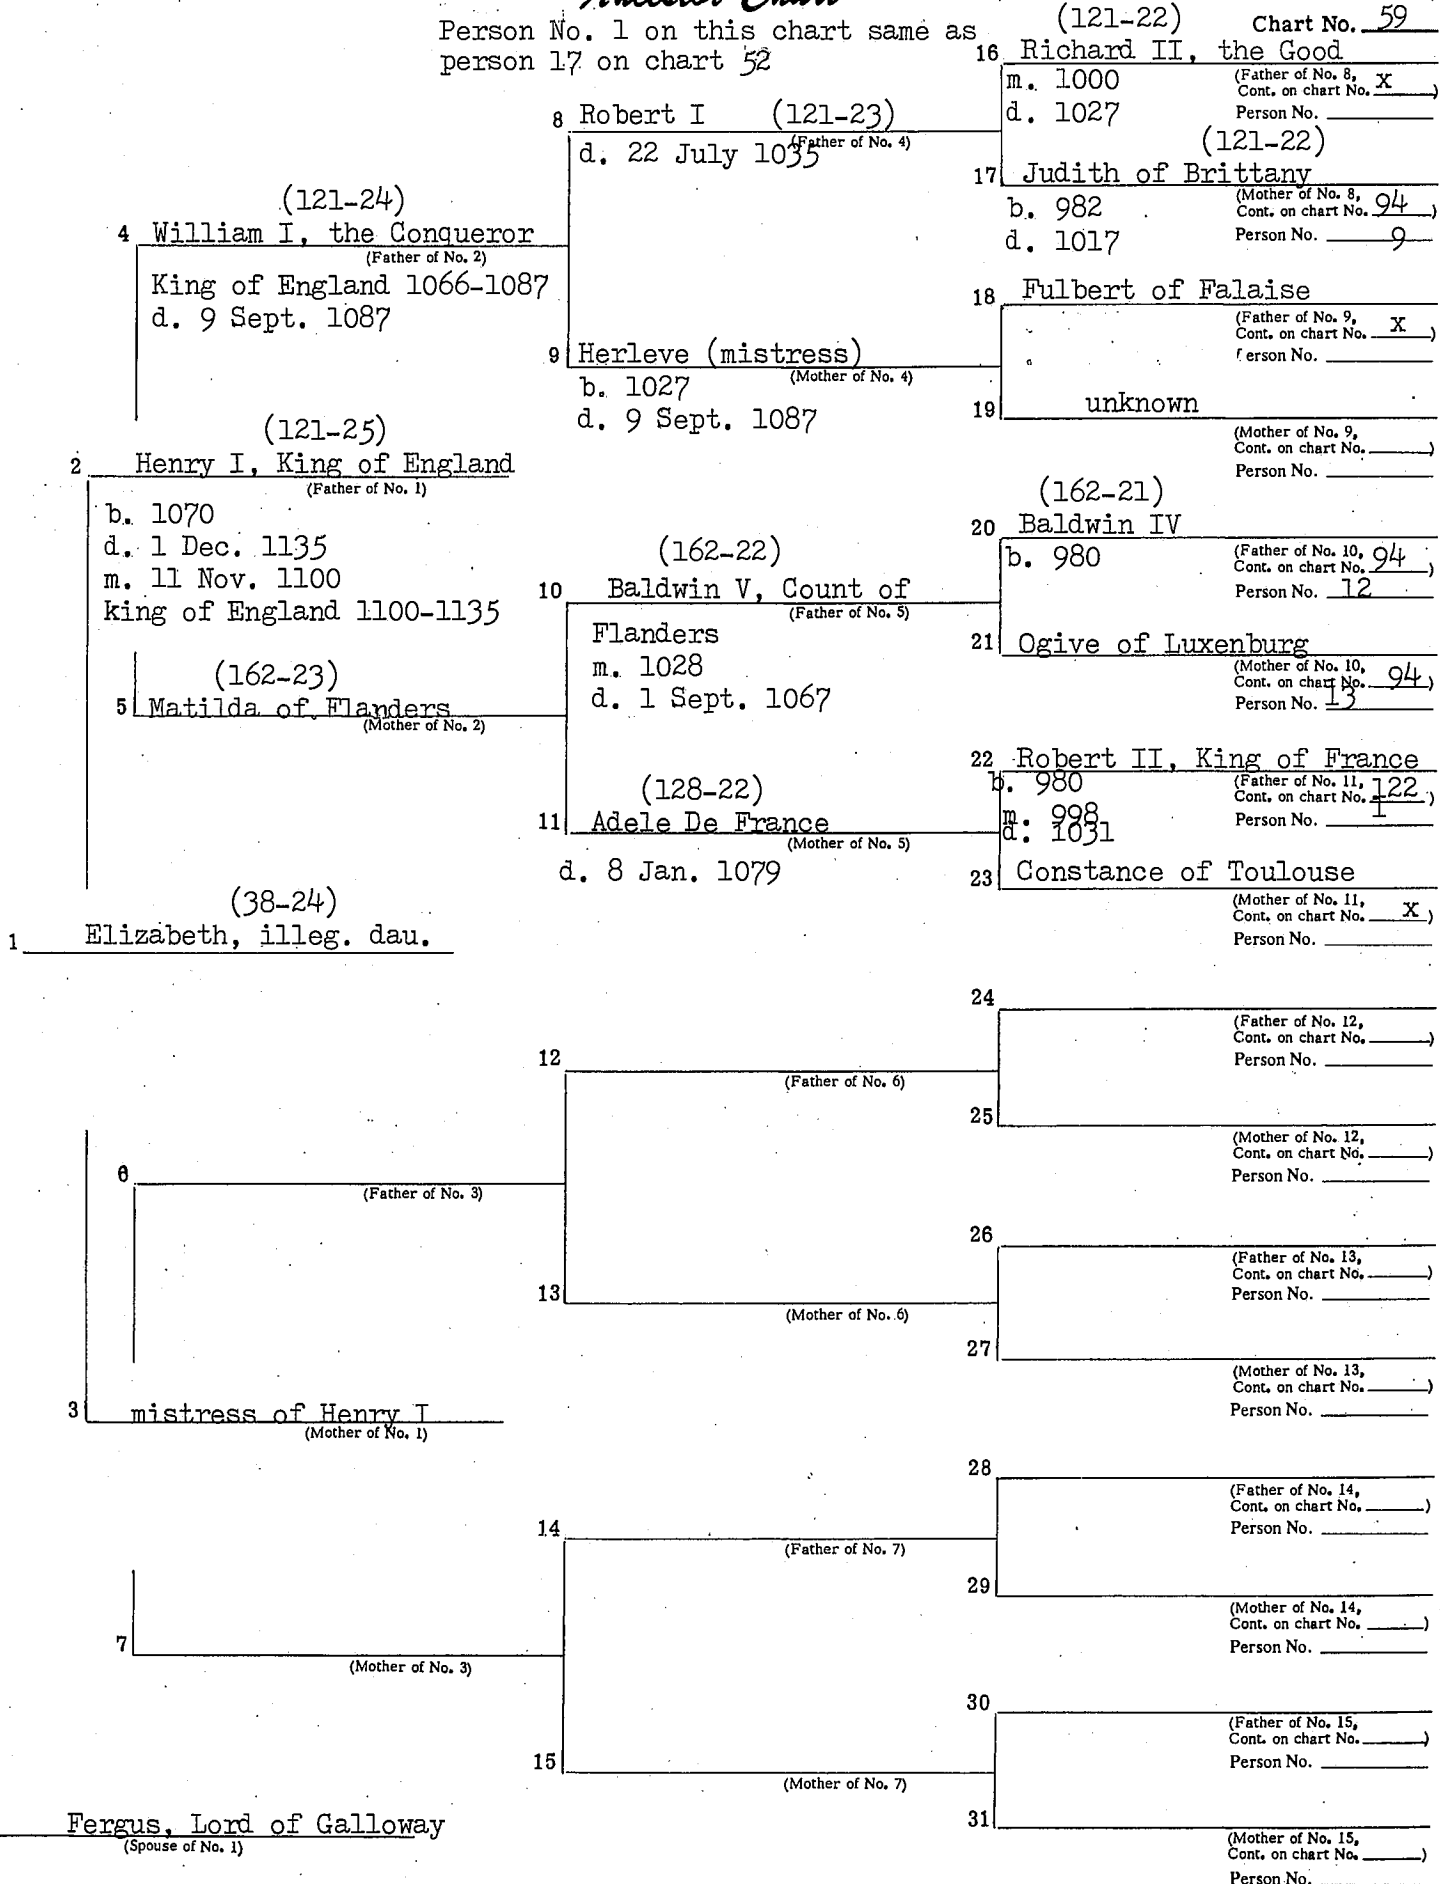 Ancestor Chart
Person No. 1 on this chart same as
person 17 on chart 52
Chart No. 59
(121-22)
16 Richard II, the Good
m. 1000
d. 1027
(Father of No. 8,
Cont. on chart No. x)
Person No.
8 Robert I (121-23)
(Father of No. 4)
d. 22 July 1035
(121-22)
17 Judith of Brittany
b. 982
d. 1017
(Mother of No. 8,
Cont. on chart No. 94)
Person No. 9
(121-24)
4 William I, the Conqueror
(Father of No. 2)
King of England 1066-1087
d. 9 Sept. 1087
18 Fulbert of Falaise
(Father of No. 9,
Cont. on chart No. x)
Person No.
9 Herleve (mistress)
(Mother of No. 4)
b. 1027
d. 9 Sept. 1087
19 unknown
(Mother of No. 9,
Cont. on chart No. )
Person No.
(121-25)
2 Henry I, King of England
(Father of No. 1)
b. 1070
d. 1 Dec. 1135
m. 11 Nov. 1100
king of England 1100-1135
(162-21)
20 Baldwin IV
b. 980
(Father of No. 10,
Cont. on chart No. 94)
Person No. 12
(162-22)
10 Baldwin V, Count of
(Father of No. 5)
Flanders
m. 1028
d. 1 Sept. 1067
21 Ogive of Luxenburg
(Mother of No. 10,
Cont. on chart No. 94)
Person No. 13
(162-23)
5 Matilda of Flanders
(Mother of No. 2)
22 Robert II, King of France
b. 980
m. 998
d. 1031
(Father of No. 11,
Cont. on chart No. 122)
Person No. 1
(128-22)
11 Adele De France
(Mother of No. 5)
d. 8 Jan. 1079
23 Constance of Toulouse
(Mother of No. 11,
Cont. on chart No. x)
Person No.
(38-24)
1 Elizabeth, illeg. dau.
24
(Father of No. 12,
Cont. on chart No. )
Person No.
12
(Father of No. 6)
25
(Mother of No. 12,
Cont. on chart No. )
Person No.
6
(Father of No. 3)
26
(Father of No. 13,
Cont. on chart No. )
Person No.
13
(Mother of No. 6)
27
(Mother of No. 13,
Cont. on chart No. )
Person No.
3 mistress of Henry I
(Mother of No. 1)
28
(Father of No. 14,
Cont. on chart No. )
Person No.
14
(Father of No. 7)
29
(Mother of No. 14,
Cont. on chart No. )
Person No.
7
(Mother of No. 3)
30
(Father of No. 15,
Cont. on chart No. )
Person No.
15
(Mother of No. 7)
31
(Mother of No. 15,
Cont. on chart No. )
Person No.
Fergus, Lord of Galloway
(Spouse of No. 1)